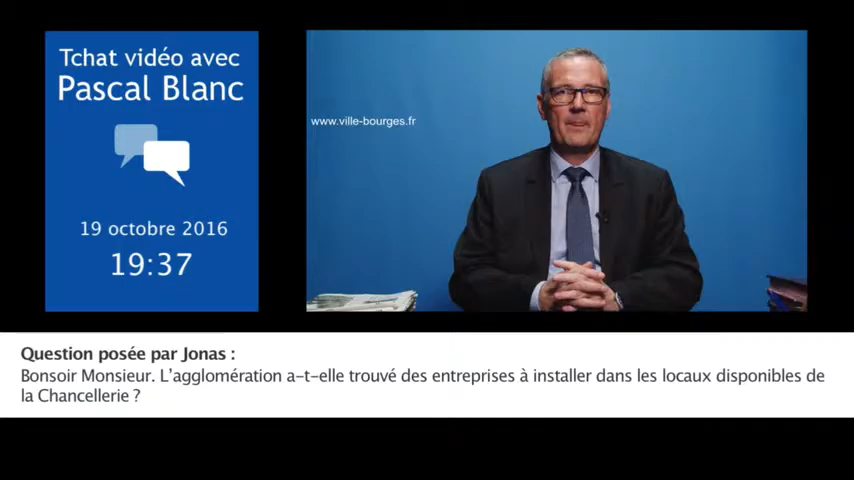 Tchat vidéo avec
Pascal Blanc
www.ville-bourges.fr
19 octobre 2016
19:37
Question posée par Jonas :
Bonsoir Monsieur. L'agglomération a-t-elle trouvé des entreprises à installer dans les locaux disponibles de
la Chancellerie ?